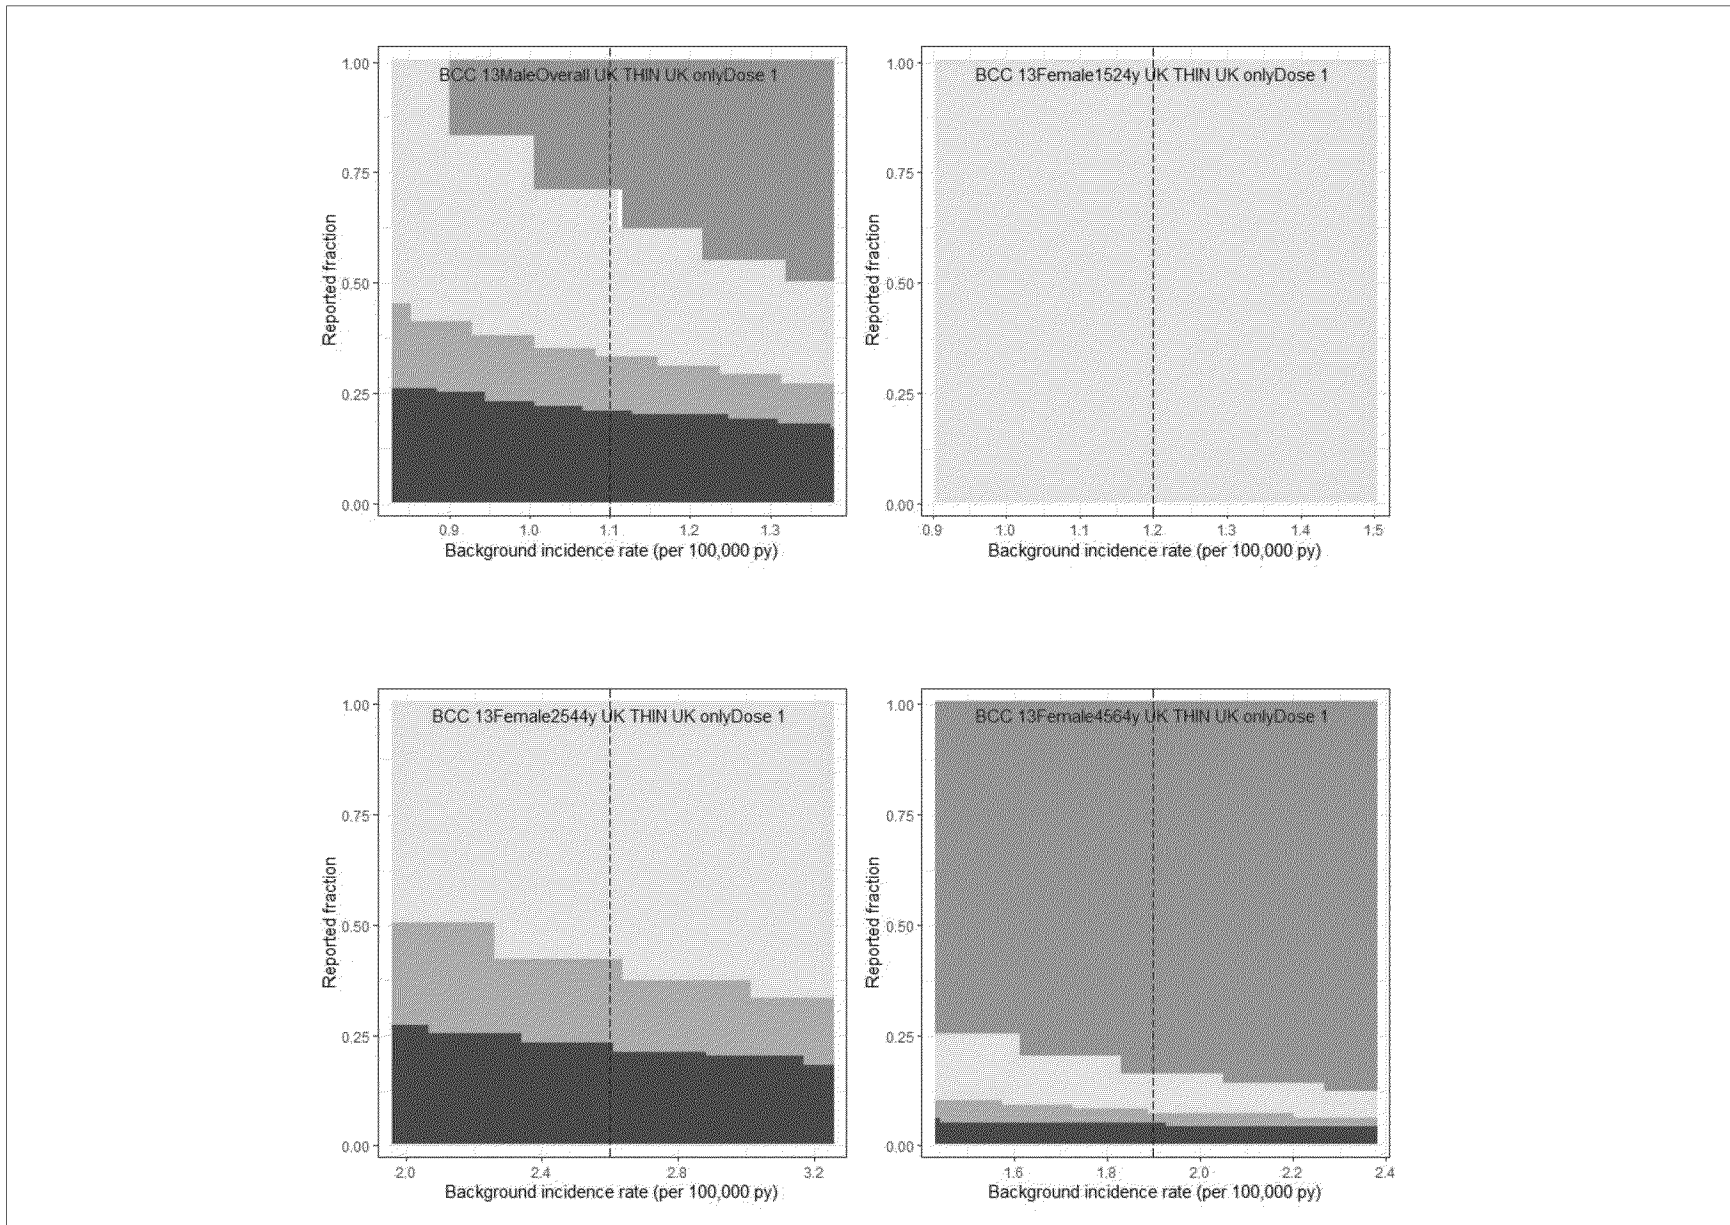 BCC 13MaleOverall UK THIN UK onlyDose 1
1.00
0.75
0.50
0.25
0.00
Reported fraction
0.9 1.0 1.1 1.2 1.3
Background incidence rate (per 100,000 py)
BCC 13Female1524y UK THIN UK onlyDose 1
1.00
0.75
0.50
0.25
0.00
Reported fraction
0.9 1.0 1.1 1.2 1.3 1.4 1.5
Background incidence rate (per 100,000 py)
BCC 13Female2544y UK THIN UK onlyDose 1
1.00
0.75
0.50
0.25
0.00
Reported fraction
2.0 2.4 2.8 3.2
Background incidence rate (per 100,000 py)
BCC 13Female4564y UK THIN UK onlyDose 1
1.00
0.75
0.50
0.25
0.00
Reported fraction
1.6 1.8 2.0 2.2 2.4
Background incidence rate (per 100,000 py)